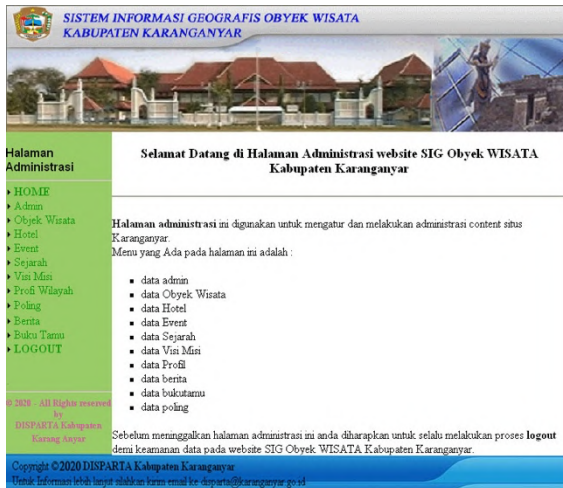 SISTEM INFORMASI GEOGRAFIS OBYEK WISATA
KABUPATEN KARANGANYAR
Halaman
Administrasi
HOME
Admin
Objek Wisata
Hotel
Event
Sejarah
Visi Misi
Profi Wilayah
Poling
Berita
Buku Tamu
LOGOUT
© 2020 - All Rights reserved
by
DISPARTA Kabupaten
Karang Anyar
Selamat Datang di Halaman Administrasi website SIG Obyek WISATA
Kabupaten Karanganyar
Halaman administrasi ini digunakan untuk mengatur dan melakukan administrasi content situs
Karanganyar.
Menu yang Ada pada halaman ini adalah :
data admin
data Obyek Wisata
data Hotel
data Event
data Sejarah
data Visi Misi
data Profil
data berita
data bukutamu
data poling
Sebelum meninggalkan halaman administrasi ini anda diharapkan untuk selalu melakukan proses logout
demi keamanan data pada website SIG Obyek WISATA Kabupaten Karanganyar.
Copyright © 2020 DISPARTA Kabupaten Karanganyar
Untuk Informasi lebih lanyut silahkan kirim email ke disparta@karanganyar.go.id